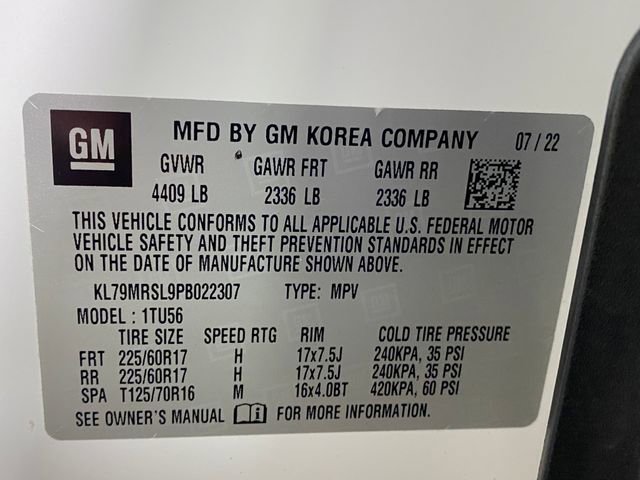 GM MFD BY GM KOREA COMPANY 07/22
GVWR GAWR FRT GAWR RR
4409 LB 2336 LB 2336 LB
THIS VEHICLE CONFORMS TO ALL APPLICABLE U.S. FEDERAL MOTOR
VEHICLE SAFETY AND THEFT PREVENTION STANDARDS IN EFFECT
ON THE DATE OF MANUFACTURE SHOWN ABOVE.
KL79MRSL9PB022307 TYPE: MPV
MODEL : 1TU56
TIRE SIZE SPEED RTG RIM COLD TIRE PRESSURE
FRT 225/60R17 H 17x7.5J 240KPA, 35 PSI
RR 225/60R17 H 17x7.5J 240KPA, 35 PSI
SPA T125/70R16 M 16x4.0BT 420KPA, 60 PSI
SEE OWNER'S MANUAL FOR MORE INFORMATION.